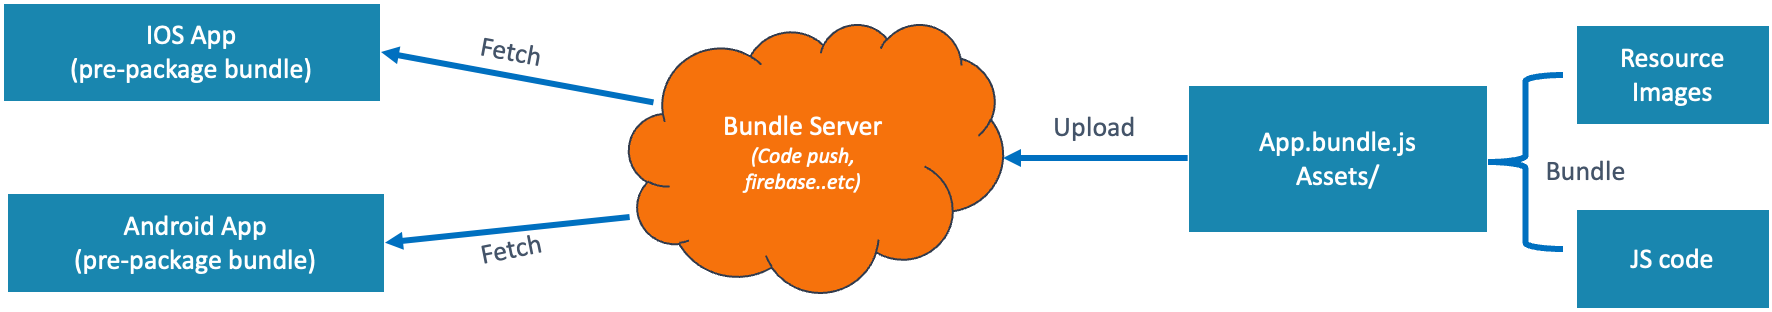 IOS App
(pre-package bundle)
Fetch
Android App
(pre-package bundle)
Fetch
Bundle Server
(Code push,
firebase..etc)
Upload
App.bundle.js
Assets/
Bundle
Resource
Images
JS code